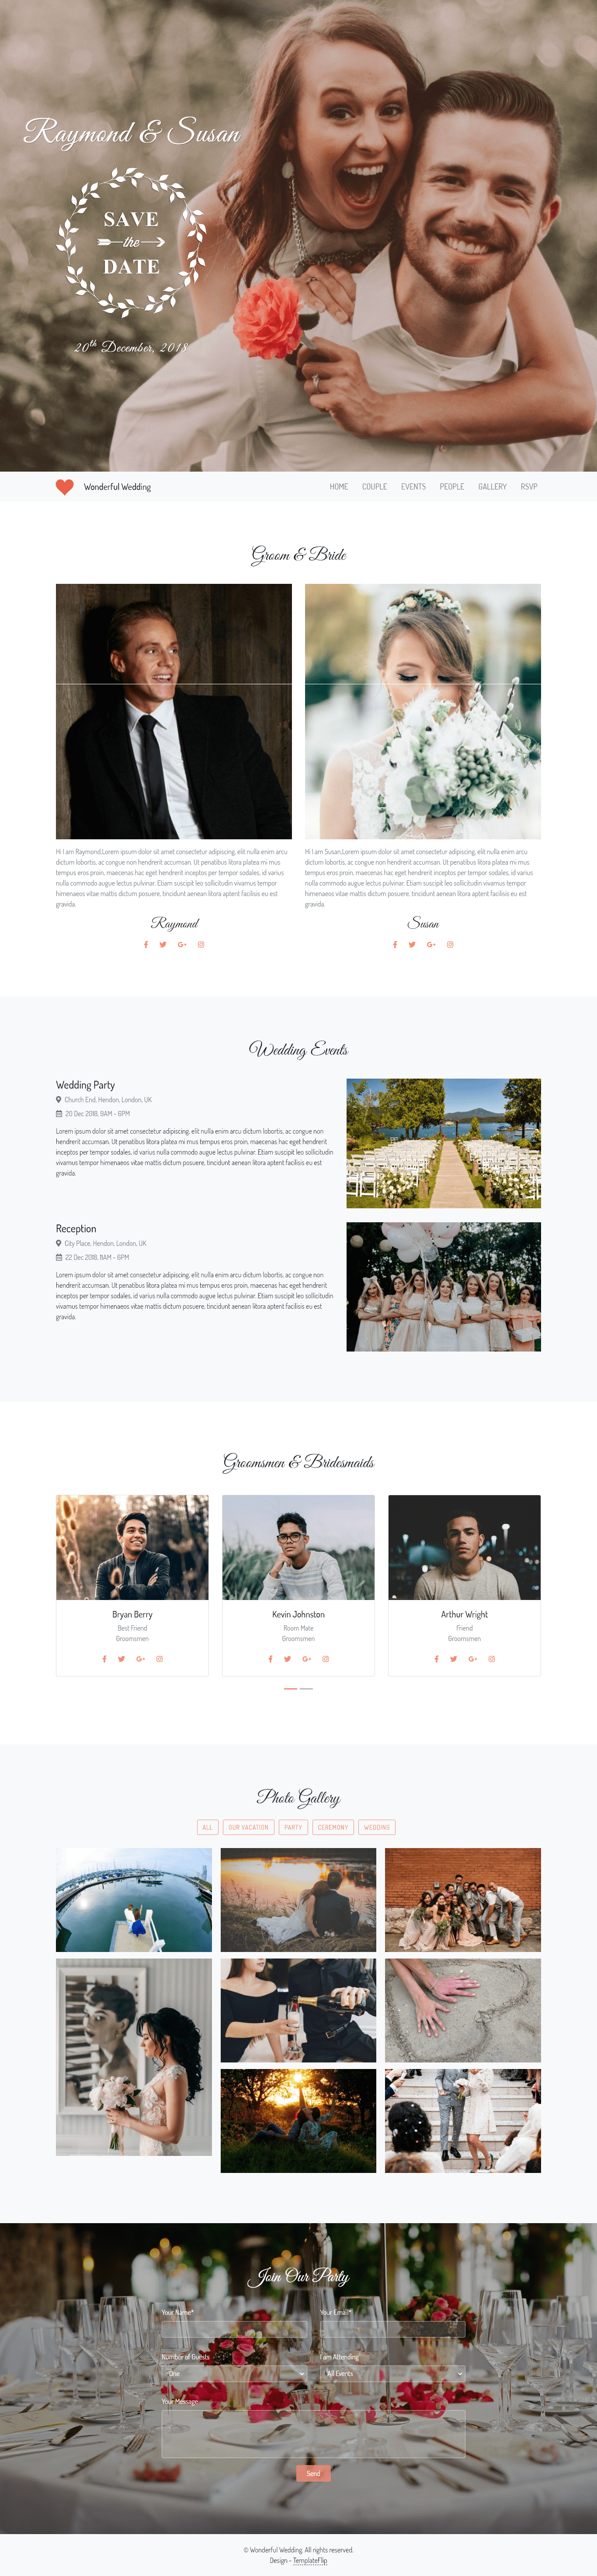 Raymond & Susan
SAVE
the
DATE
20th December, 2018
Wonderful Wedding
HOME COUPLE EVENTS PEOPLE GALLERY RSVP
Groom & Bride
Hi I am Raymond,Lorem ipsum dolor sit amet consectetur adipiscing, elit nulla enim arcu
dictum lobortis, ac congue non hendrerit accumsan. Ut penatibus litora platea mi mus
tempus eros proin, maecenas hac eget hendrerit inceptos per tempor sodales, id varius
nulla commodo augue lectus pulvinar. Etiam suscipit leo sollicitudin vivamus tempor
himenaeos vitae mattis dictum posuere, tincidunt aenean litora aptent facilisis eu est
gravida.
Raymond
Hi I am Susan,Lorem ipsum dolor sit amet consectetur adipiscing, elit nulla enim arcu
dictum lobortis, ac congue non hendrerit accumsan. Ut penatibus litora platea mi mus
tempus eros proin, maecenas hac eget hendrerit inceptos per tempor sodales, id varius
nulla commodo augue lectus pulvinar. Etiam suscipit leo sollicitudin vivamus tempor
himenaeos vitae mattis dictum posuere, tincidunt aenean litora aptent facilisis eu est
gravida.
Susan
Wedding Events
Wedding Party
Church End, Hendon, London, UK
20 Dec 2018, 9AM - 6PM
Lorem ipsum dolor sit amet consectetur adipiscing, elit nulla enim arcu dictum lobortis, ac congue non
hendrerit accumsan. Ut penatibus litora platea mi mus tempus eros proin, maecenas hac eget hendrerit
inceptos per tempor sodales, id varius nulla commodo augue lectus pulvinar. Etiam suscipit leo sollicitudin
vivamus tempor himenaeos vitae mattis dictum posuere, tincidunt aenean litora aptent facilisis eu est
gravida.
Reception
City Place, Hendon, London, UK
22 Dec 2018, 11AM - 6PM
Lorem ipsum dolor sit amet consectetur adipiscing, elit nulla enim arcu dictum lobortis, ac congue non
hendrerit accumsan. Ut penatibus litora platea mi mus tempus eros proin, maecenas hac eget hendrerit
inceptos per tempor sodales, id varius nulla commodo augue lectus pulvinar. Etiam suscipit leo sollicitudin
vivamus tempor himenaeos vitae mattis dictum posuere, tincidunt aenean litora aptent facilisis eu est
gravida.
Groomsmen & Bridesmaids
Bryan Berry
Best Friend
Groomsmen
Kevin Johnston
Room Mate
Groomsmen
Arthur Wright
Friend
Groomsmen
Photo Gallery
ALL OUR VACATION PARTY CEREMONY WEDDING
Join Our Party
Your Name* Your Email*
Number of Guests I am Attending
One All Events
Your Message
Send
© Wonderful Wedding. All rights reserved.
Design - TemplateFlip